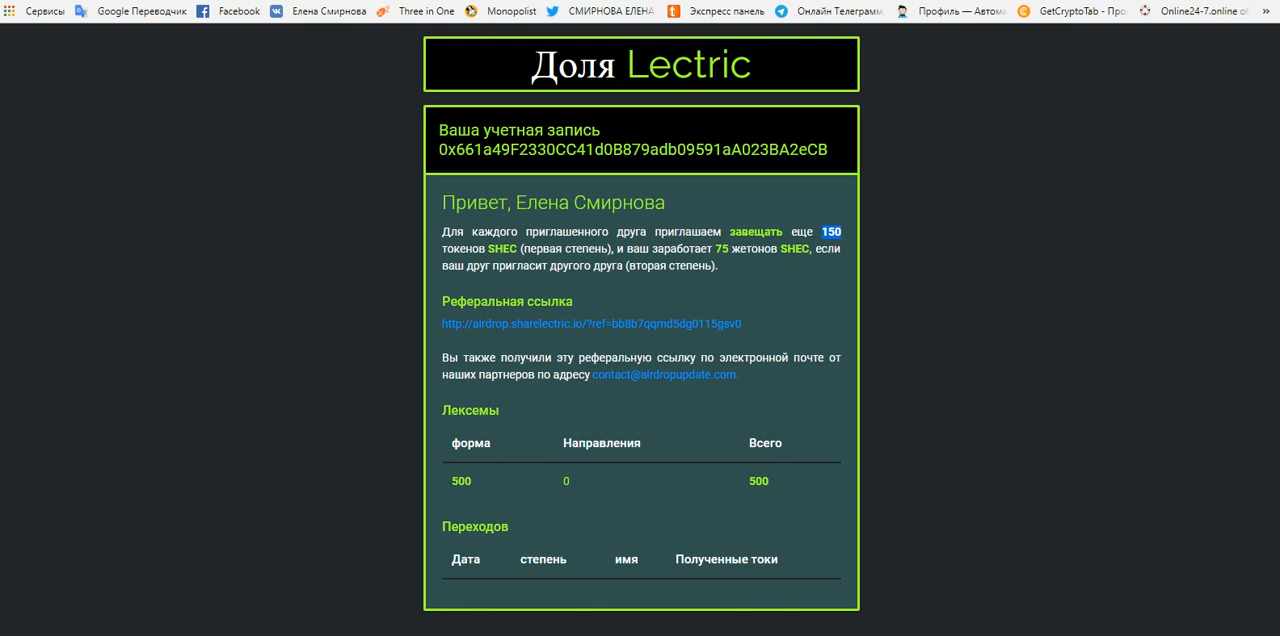 Сервисы Google Переводчик Facebook Елена Смирнова Three in One Monopolist СМИРНОВА ЕЛЕНА Экспресс панель Онлайн Телеграмм Профиль — Автома GetCryptoTab - Про Online24-7.online о »
Доля Lectric
Ваша учетная запись
0x661a49F2330CC41d0B879adb09591aA023BA2eCB
Привет, Елена Смирнова
Для каждого приглашенного друга приглашаем завещать еще 150
токенов SHEC (первая степень), и ваш заработает 75 жетонов SHEC, если
ваш друг пригласит другого друга (вторая степень).
Реферальная ссылка
http://airdrop.sharelectric.io/?ref=bb8b7qqmd5dg0115gsv0
Вы также получили эту реферальную ссылку по электронной почте от
наших партнеров по адресу contact@airdropupdate.com.
Лексемы
форма Направления Всего
500 0 500
Переходов
Дата степень имя Полученные токи